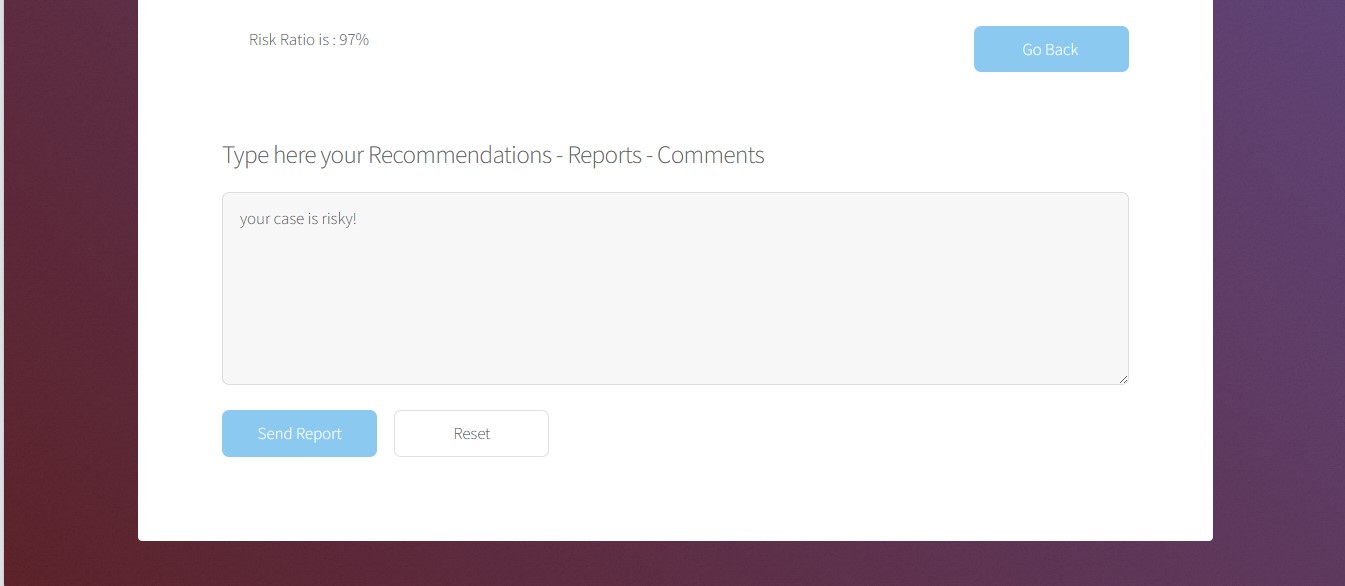 Risk Ratio is : 97%
Go Back
Type here your Recommendations - Reports - Comments
your case is risky!
Send Report
Reset